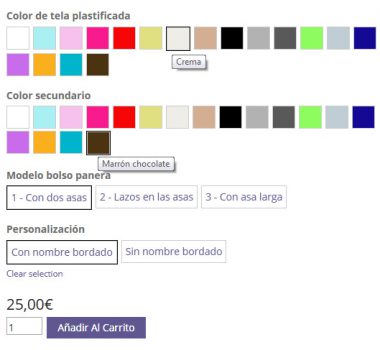 Color de tela plastificada
Crema
Color secundario
Marrón chocolate
Modelo bolso panera
1 - Con dos asas 2 - Lazos en las asas 3 - Con asa larga
Personalización
Con nombre bordado Sin nombre bordado
Clear selection
25,00€
1 Añadir Al Carrito